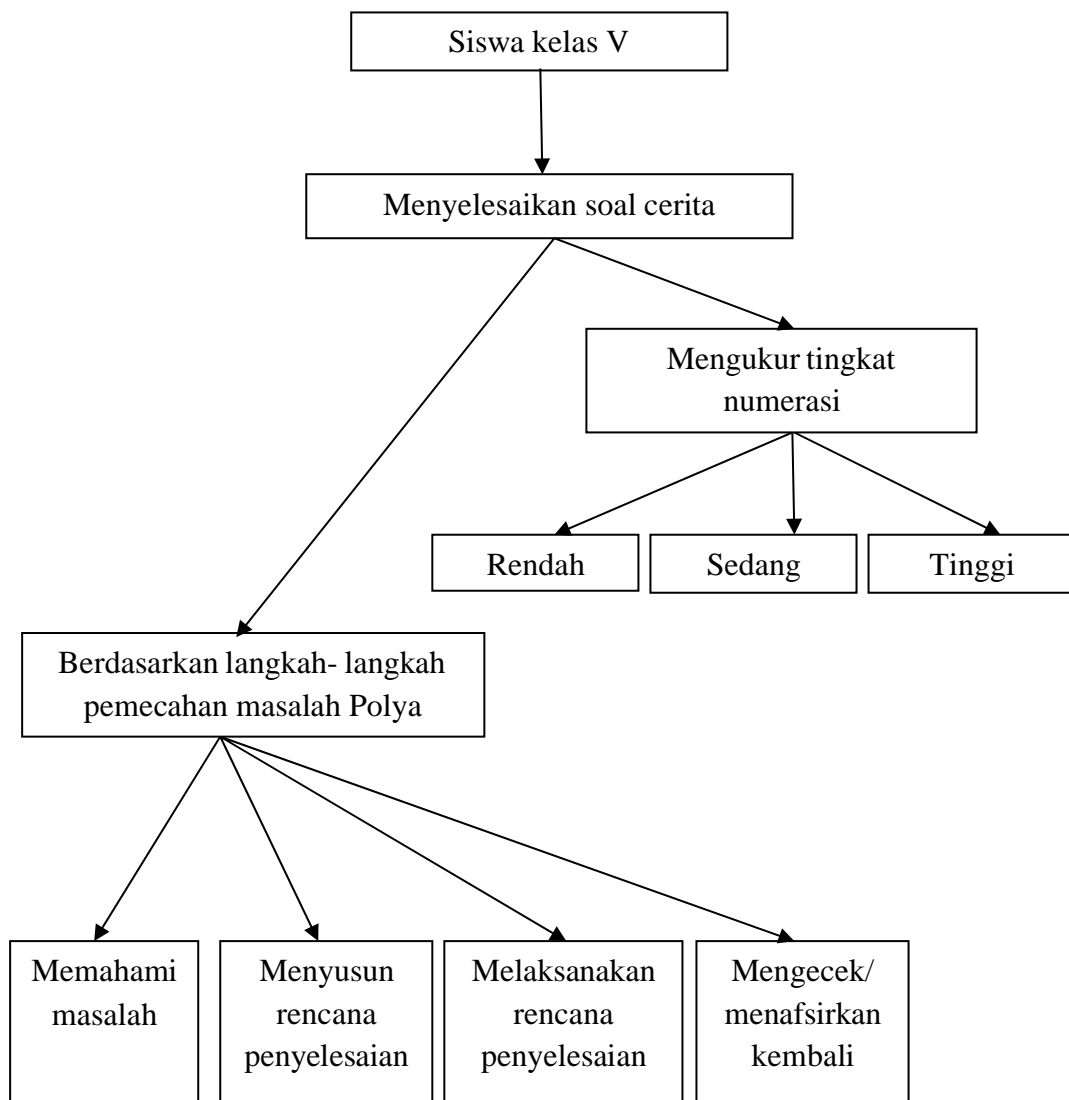 Siswa kelas V
Menyelesaikan soal cerita
Mengukur tingkat
numerasi
Rendah
Sedang
Tinggi
Berdasarkan langkah- langkah
pemecahan masalah Polya
Memahami
masalah
Menyusun
rencana
penyelesaian
Melaksanakan
rencana
penyelesaian
Mengecek/
menafsirkan
kembali